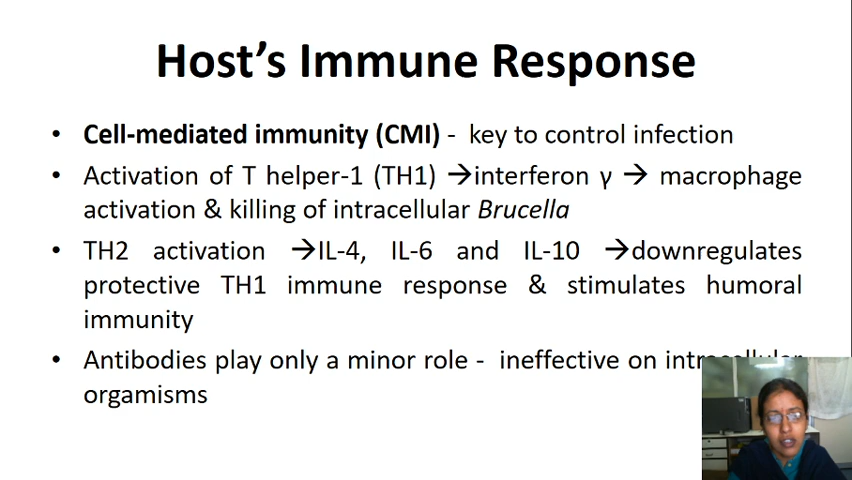 Host’s Immune Response
• Cell-mediated immunity (CMI) - key to control infection
• Activation of T helper-1 (TH1) →interferon γ → macrophage
activation & killing of intracellular Brucella
• TH2 activation →IL-4, IL-6 and IL-10 →downregulates
protective TH1 immune response & stimulates humoral
immunity
• Antibodies play only a minor role - ineffective on intracellular
orgamisms